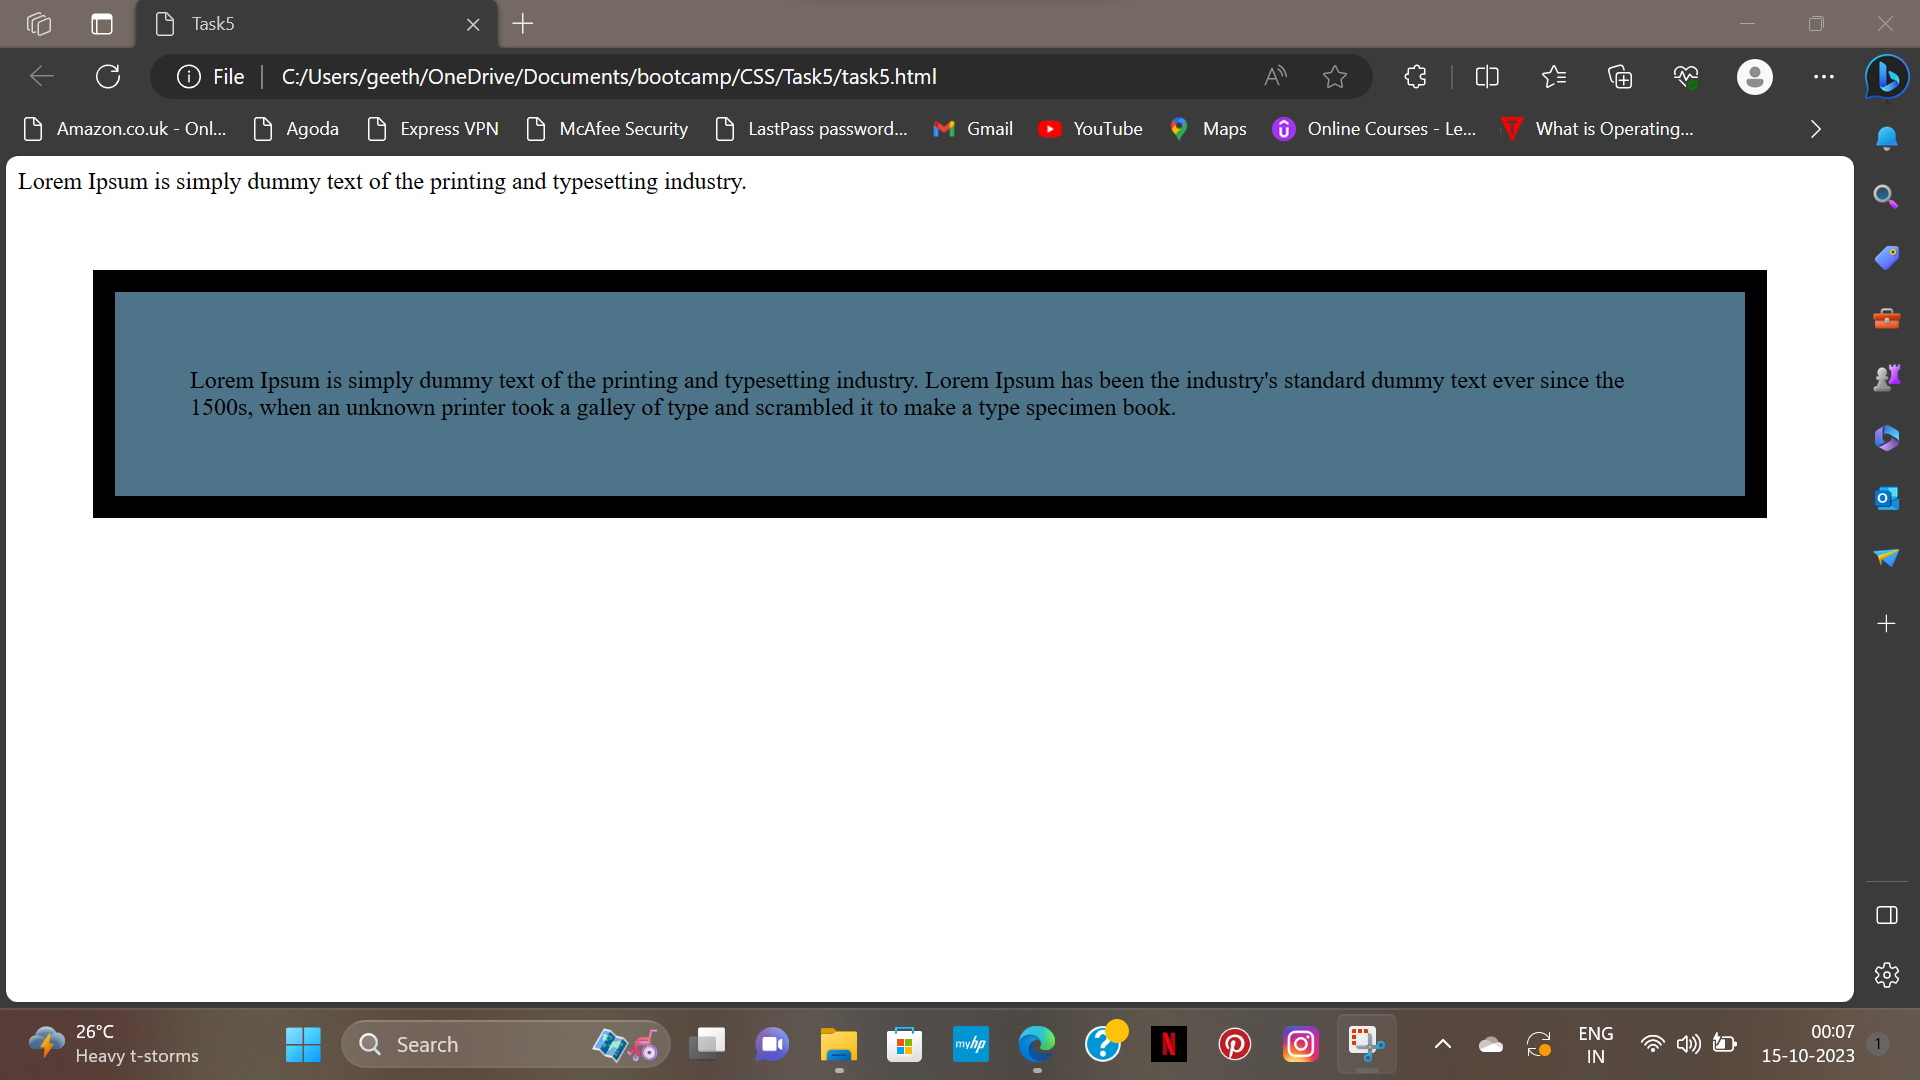 Task5
File
C:/Users/geeth/OneDrive/Documents/bootcamp/CSS/Task5/task5.html
Amazon.co.uk - Onl... Agoda Express VPN McAfee Security LastPass password... Gmail YouTube Maps Online Courses - Le... What is Operating...
Lorem Ipsum is simply dummy text of the printing and typesetting industry.
Lorem Ipsum is simply dummy text of the printing and typesetting industry. Lorem Ipsum has been the industry's standard dummy text ever since the
1500s, when an unknown printer took a galley of type and scrambled it to make a type specimen book.
26°C
Heavy t-storms
Search
myhp
ENG
IN
00:07
15-10-2023
1